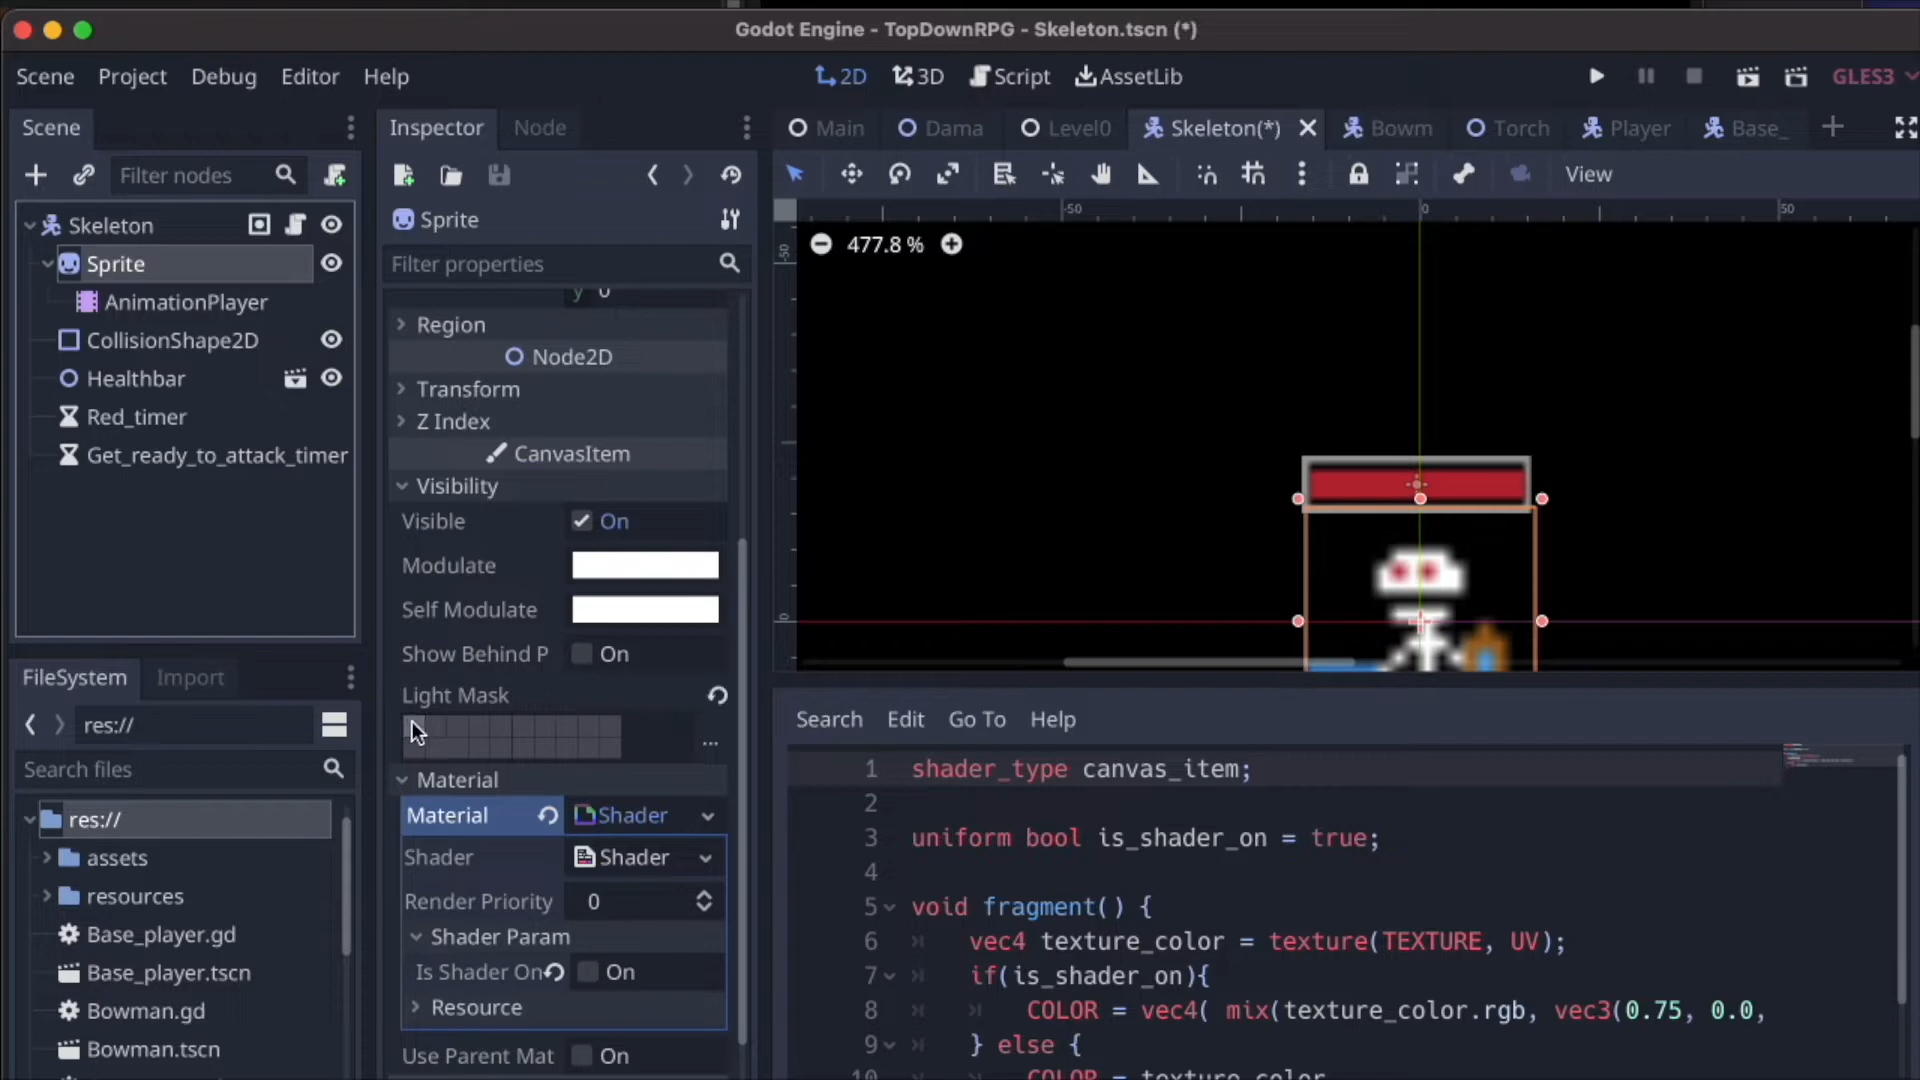 Godot Engine - TopDownRPG - Skeleton.tscn (*)
Scene Project Debug Editor Help
2D 3D Script AssetLib
GLES3
Scene
Filter nodes
Skeleton
Sprite
AnimationPlayer
CollisionShape2D
Healthbar
Red_timer
Get_ready_to_attack_timer
FileSystem Import
res://
Search files
res://
assets
resources
Base_player.gd
Base_player.tscn
Bowman.gd
Bowman.tscn
Inspector Node
Sprite
Filter properties
y 0
Region
Node2D
Transform
Z Index
CanvasItem
Visibility
Visible On
Modulate
Self Modulate
Show Behind P On
Light Mask
...
Material
Material Shader
Shader Shader
Render Priority 0
Shader Param
Is Shader On On
Resource
Use Parent Mat On
Main Dama Level0 Skeleton(*) Bowm Torch Player Base_
View
-50 0 50
-50
0
477.8 %
Search Edit Go To Help
1 shader_type canvas_item;
2
3 uniform bool is_shader_on = true;
4
5 void fragment() {
6 vec4 texture_color = texture(TEXTURE, UV);
7 if(is_shader_on){
8 COLOR = vec4( mix(texture_color.rgb, vec3(0.75, 0.0,
9 } else {
10 COLOR = texture_color